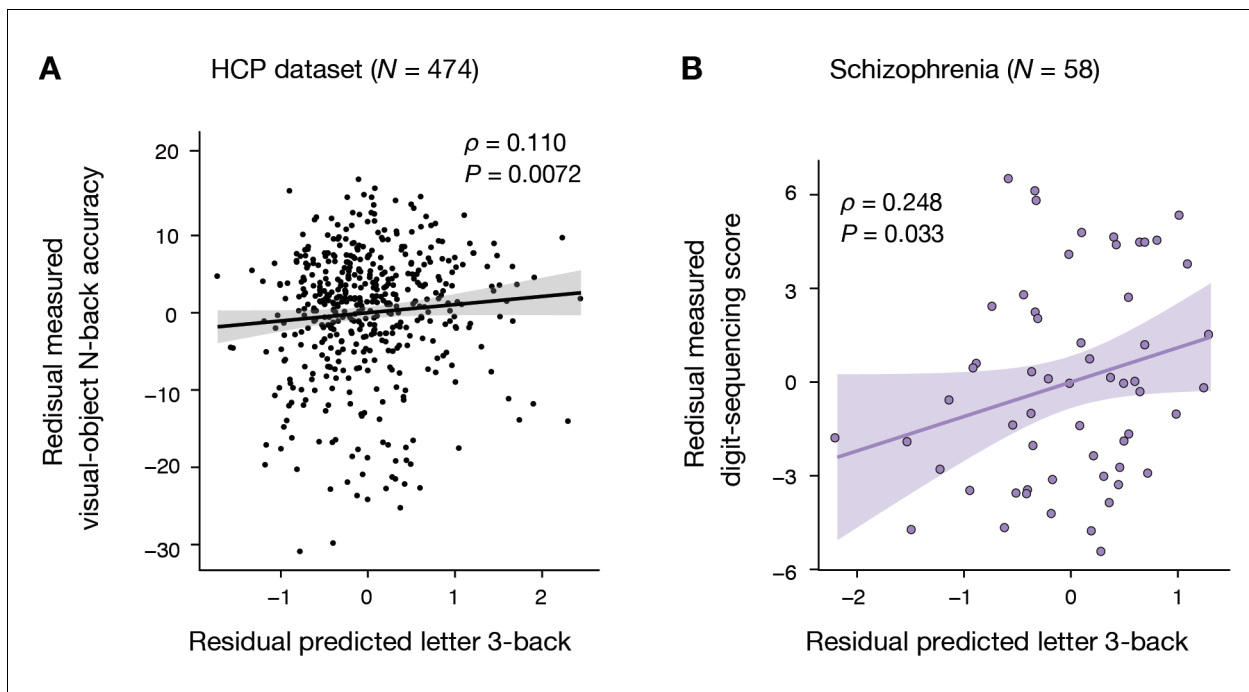 A
HCP dataset (N = 474)
ρ = 0.110
P = 0.0072
Redisual measured
visual-object N-back accuracy
20
10
0
−10
−20
−30
−1
0
1
2
Residual predicted letter 3-back
B
Schizophrenia (N = 58)
ρ = 0.248
P = 0.033
Redisual measured
digit-sequencing score
6
3
0
−3
−6
−2
−1
0
1
Residual predicted letter 3-back